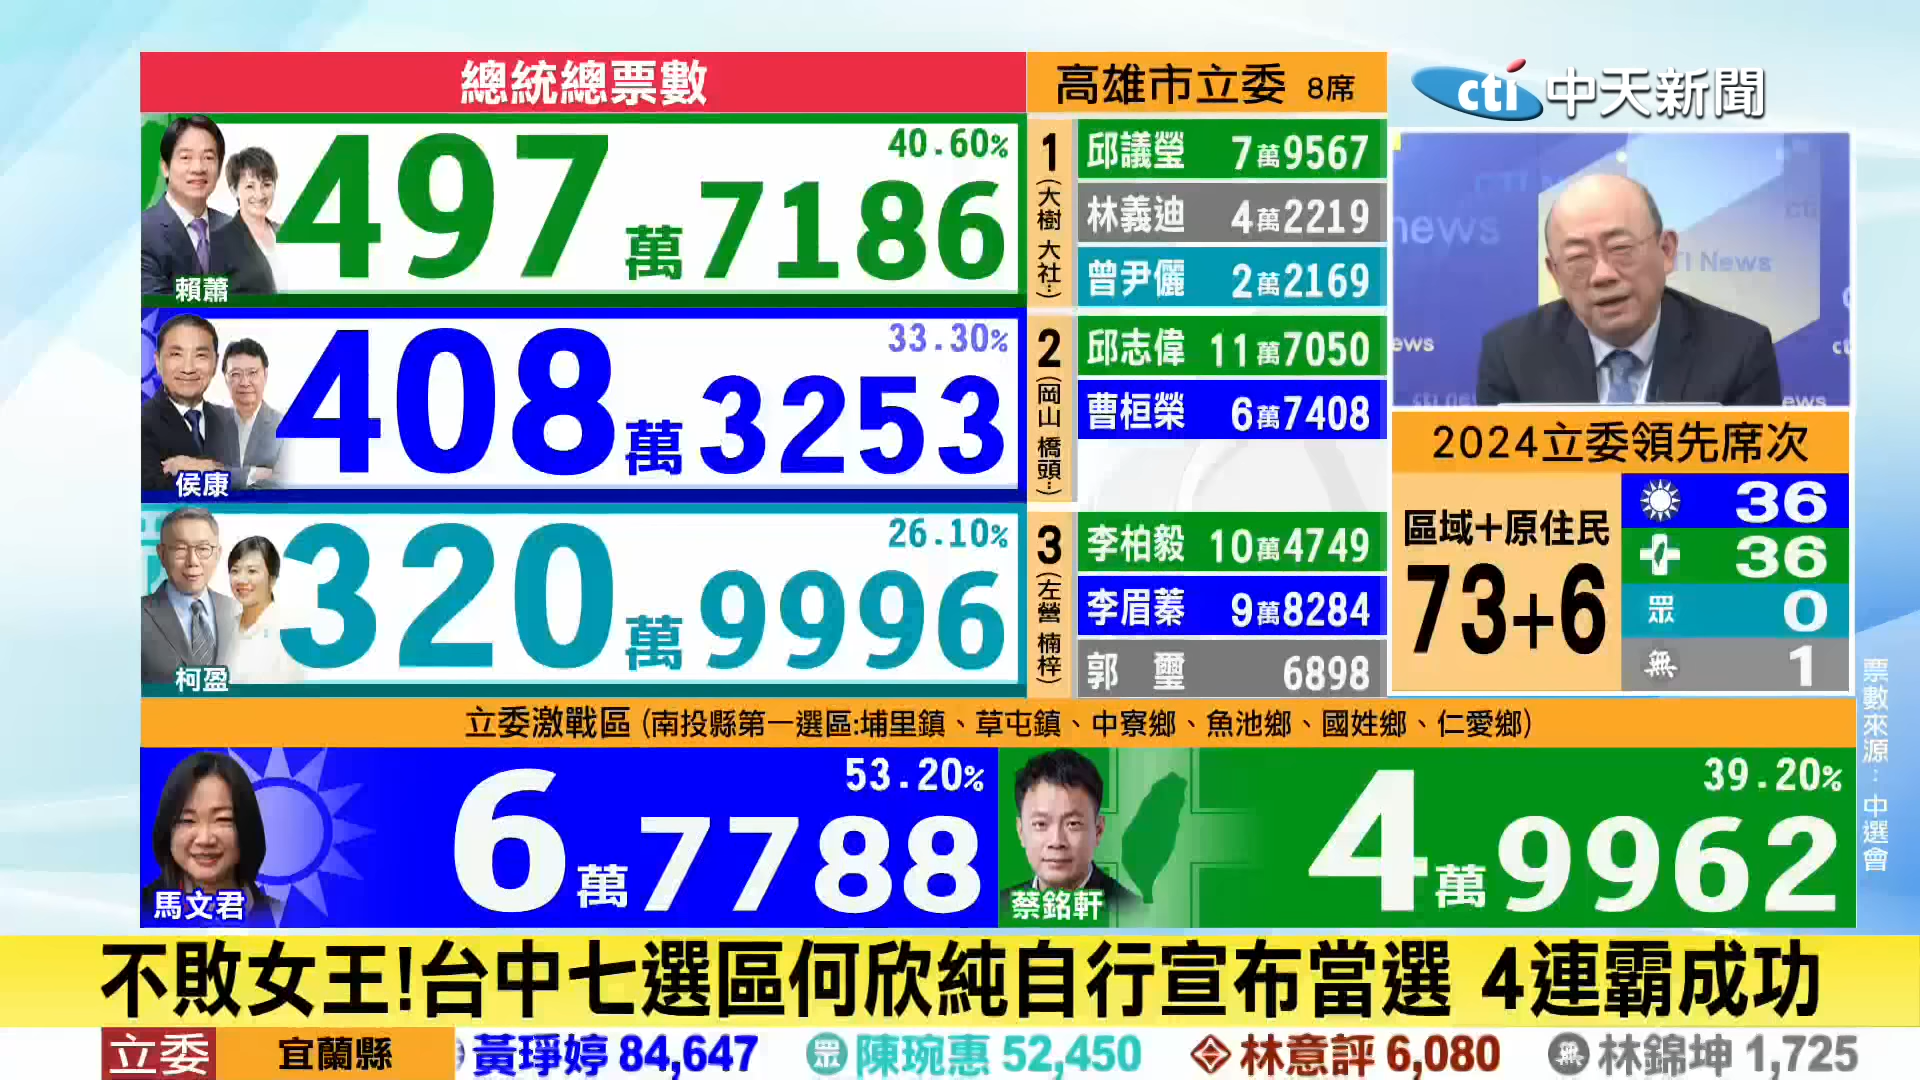 總統總票數
40.60%
497萬7186
賴蕭
33.30%
408萬3253
侯康
26.10%
320萬9996
柯盈
高雄市立委 8席
1 (大樹 大社…)
邱議瑩 7萬9567
林義迪 4萬2219
曾尹儷 2萬2169
2 (岡山 橋頭…)
邱志偉 11萬7050
曹桓榮 6萬7408
3 (左營 楠梓)
李柏毅 10萬4749
李眉蓁 9萬8284
郭 璽 6898
cti 中天新聞
news
CTI News
ews
news
cti
cti news
ews
2024立委領先席次
區域+原住民
73+6
36
36
眾 0
無 1
票數來源:中選會
立委激戰區 (南投縣第一選區:埔里鎮、草屯鎮、中寮鄉、魚池鄉、國姓鄉、仁愛鄉)
53.20%
6萬7788
馬文君
39.20%
4萬9962
蔡銘軒
不敗女王!台中七選區何欣純自行宣布當選 4連霸成功
立委 宜蘭縣 黃琤婷 84,647 眾 陳琬惠 52,450 林意評 6,080 無 林錦坤 1,725